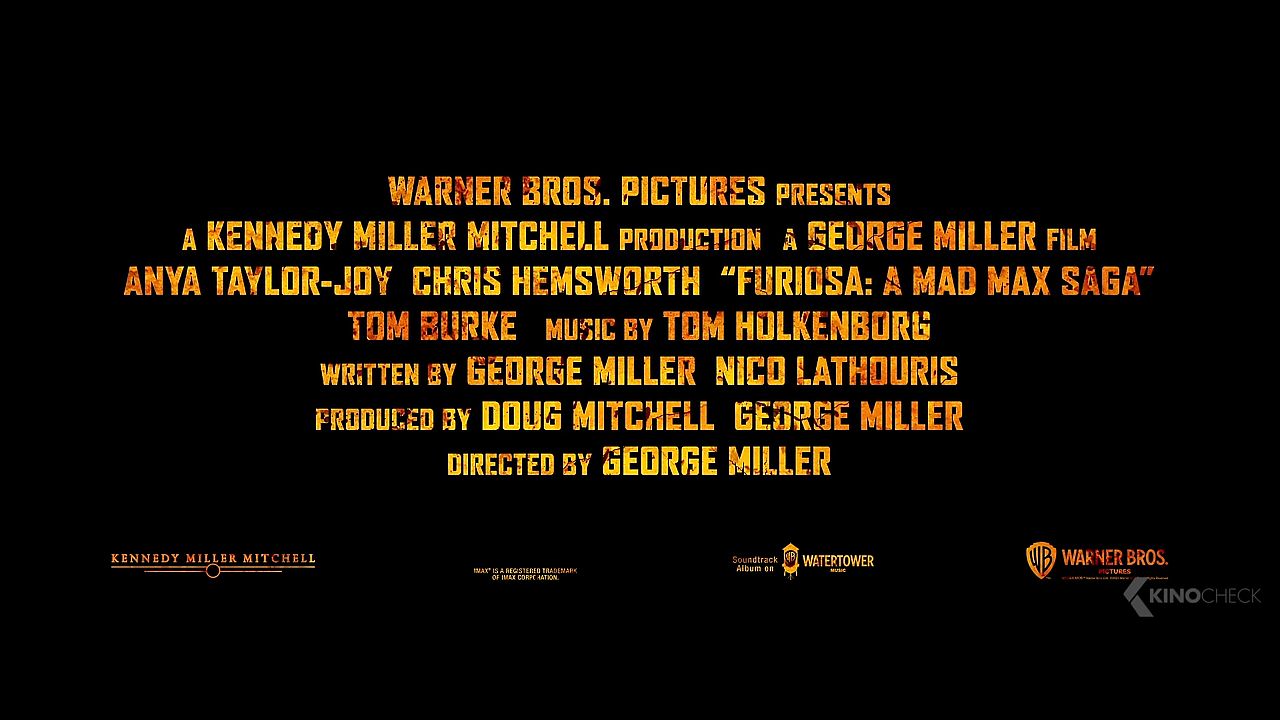 WARNER BROS. PICTURES PRESENTS
A KENNEDY MILLER MITCHELL PRODUCTION A GEORGE MILLER FILM
ANYA TAYLOR-JOY CHRIS HEMSWORTH “FURIOSA: A MAD MAX SAGA”
TOM BURKE MUSIC BY TOM HOLKENBORG
WRITTEN BY GEORGE MILLER NICO LATHOURIS
PRODUCED BY DOUG MITCHELL GEORGE MILLER
DIRECTED BY GEORGE MILLER
KENNEDY MILLER MITCHELL
IMAX® IS A REGISTERED TRADEMARK
OF IMAX CORPORATION.
Soundtrack
Album on
WATERTOWER
MUSIC
WB WARNER BROS.
PICTURES
KINOCHECK